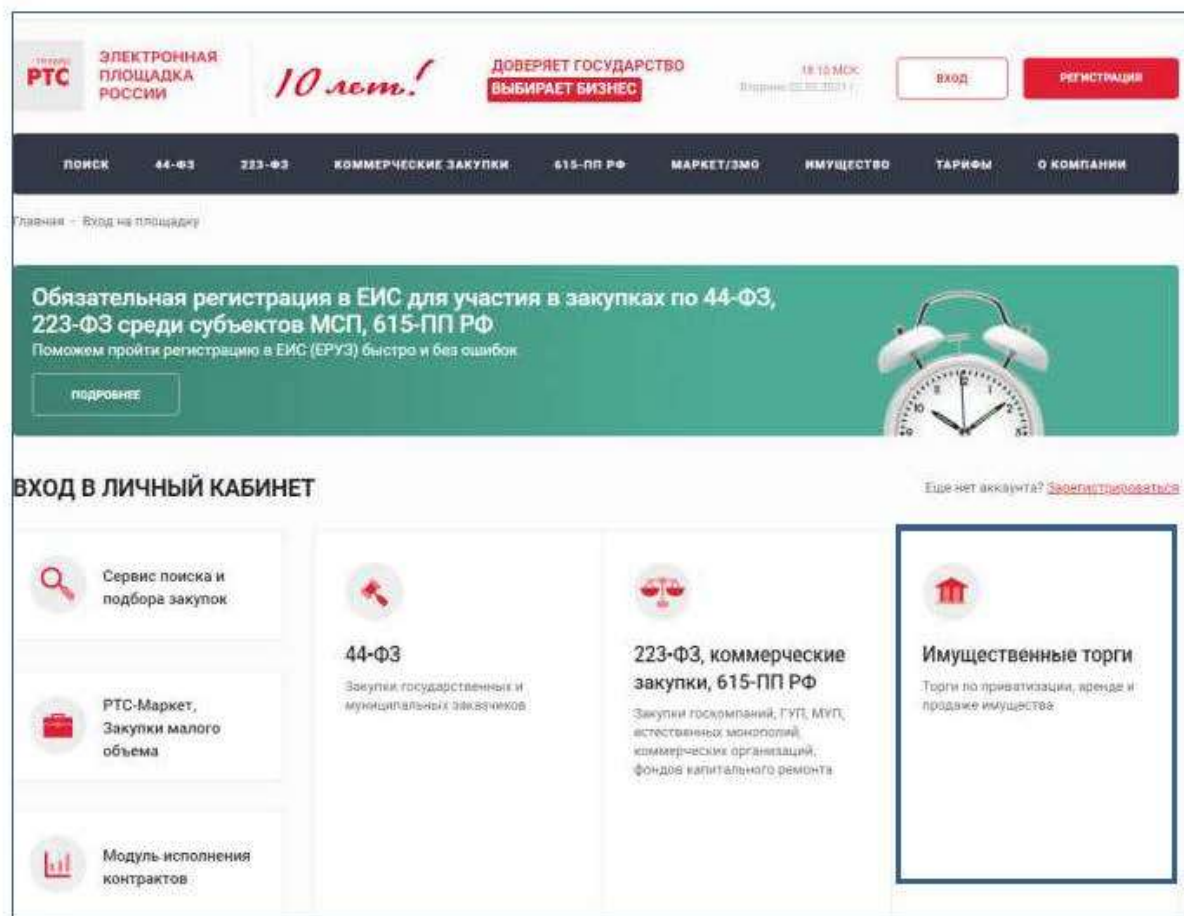 РТС
ЭЛЕКТРОННАЯ
ПЛОЩАДКА
РОССИИ
10 лет!
ДОВЕРЯЕТ ГОСУДАРСТВО
ВЫБИРАЕТ БИЗНЕС
18:10 МСК
ВХОД
РЕГИСТРАЦИЯ
ПОИСК 44-ФЗ 223-ФЗ КОММЕРЧЕСКИЕ ЗАКУПКИ 615-ПП РФ МАРКЕТ/ЗМО ИМУЩЕСТВО ТАРИФЫ О КОМПАНИИ
Главная - Вход на площадку
Обязательная регистрация в ЕИС для участия в закупках по 44-ФЗ,
223-ФЗ среди субъектов МСП, 615-ПП РФ
Поможем пройти регистрацию в ЕИС (ЕРУЗ) быстро и без ошибок
ПОДРОБНЕЕ
ВХОД В ЛИЧНЫЙ КАБИНЕТ
Еще нет аккаунта? Зарегистрироваться
Сервис поиска и
подбора закупок
РТС-Маркет,
Закупки малого
объема
Модуль исполнения
контрактов
44-ФЗ
Закупки государственных и
муниципальных заказчиков
223-ФЗ, коммерческие
закупки, 615-ПП РФ
Закупки госкомпаний, ГУП, МУП,
естественных монополий,
коммерческих организаций,
фондов капитального ремонта
Имущественные торги
Торги по приватизации, аренде и
продаже имущества